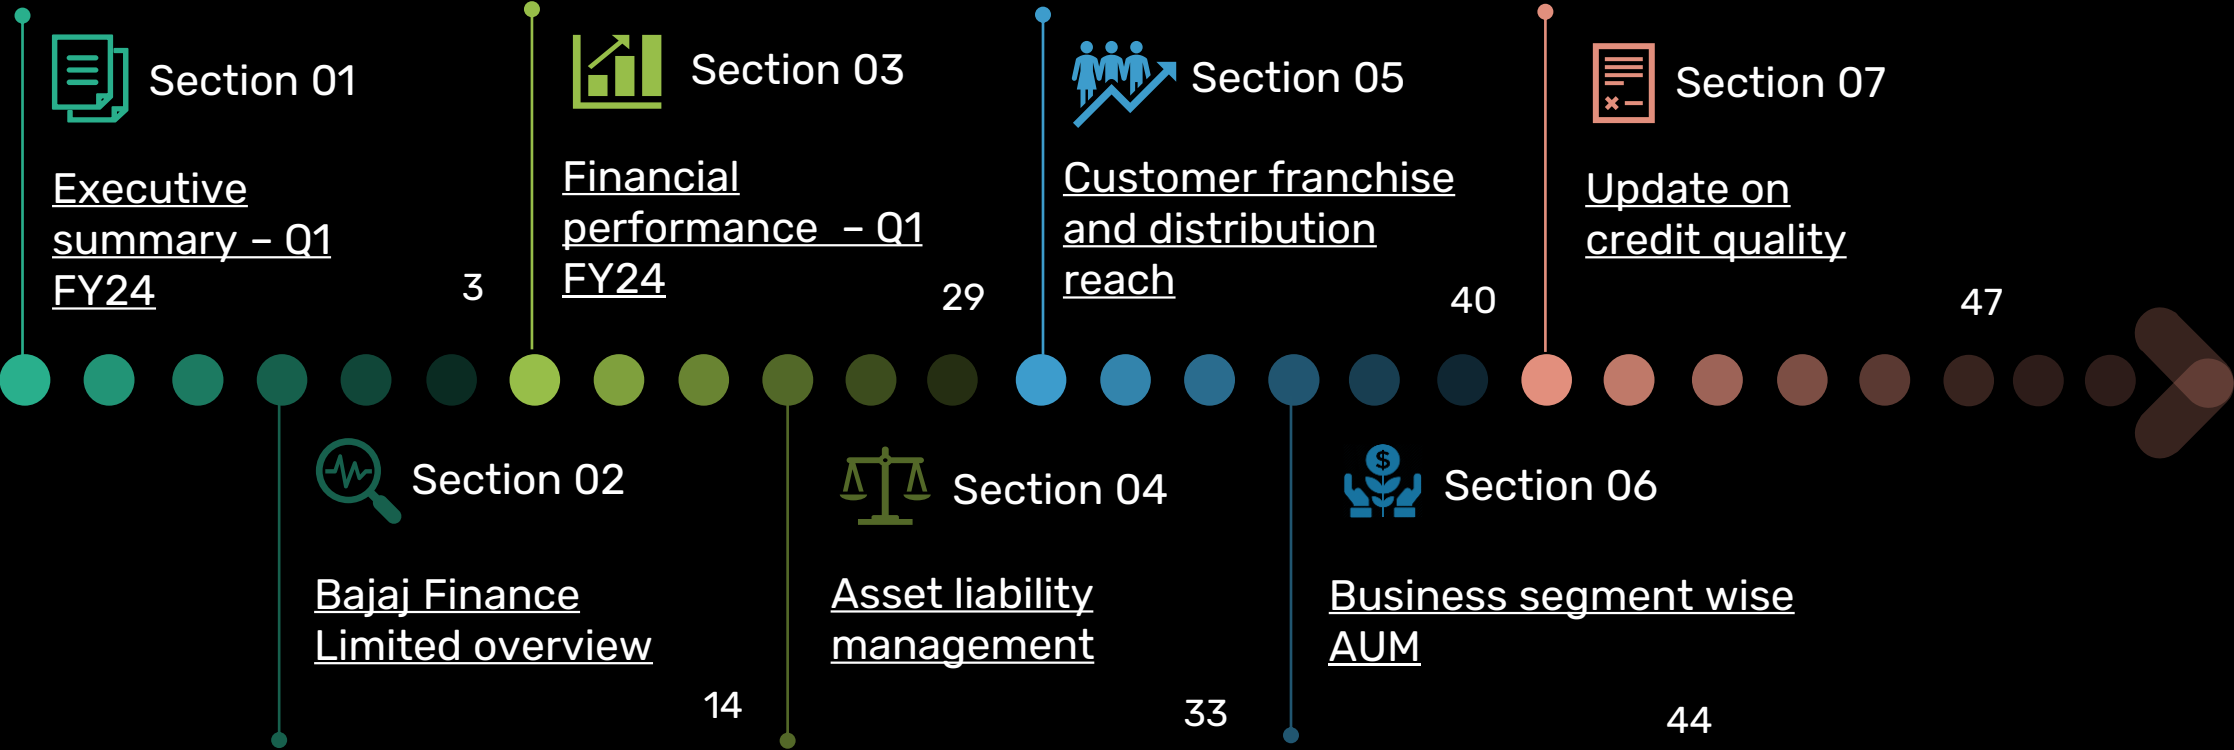 Section 01
Executive
summary – Q1
FY24
3
Section 03
Financial
performance – Q1
FY24
29
Section 05
Customer franchise
and distribution
reach
40
Section 07
Update on
credit quality
47
Section 02
Bajaj Finance
Limited overview
14
Section 04
Asset liability
management
33
$
Section 06
Business segment wise
AUM
44